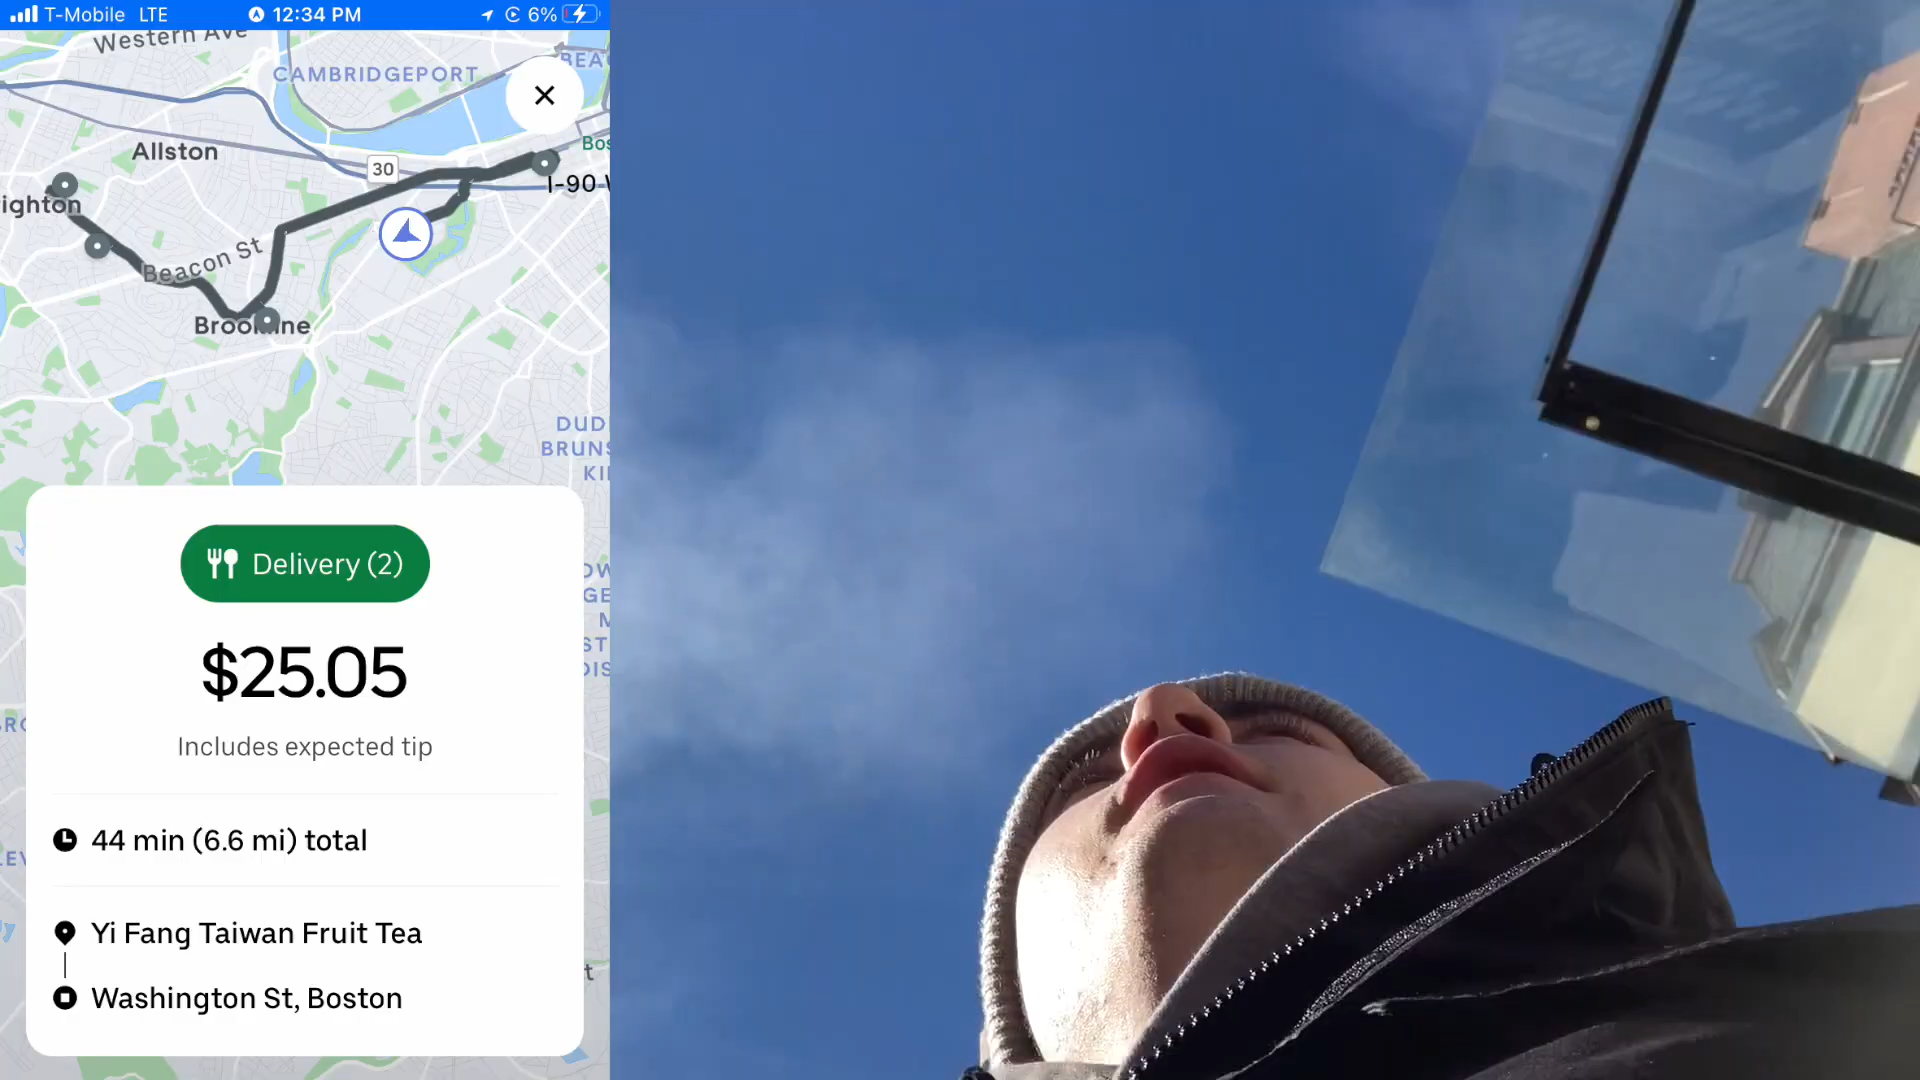 T-Mobile LTE 12:34 PM 6%
Western Ave
CAMBRIDGEPORT
Allston
30
Beacon St
Brookline
Delivery (2)
$25.05
Includes expected tip
44 min (6.6 mi) total
Yi Fang Taiwan Fruit Tea
Washington St, Boston